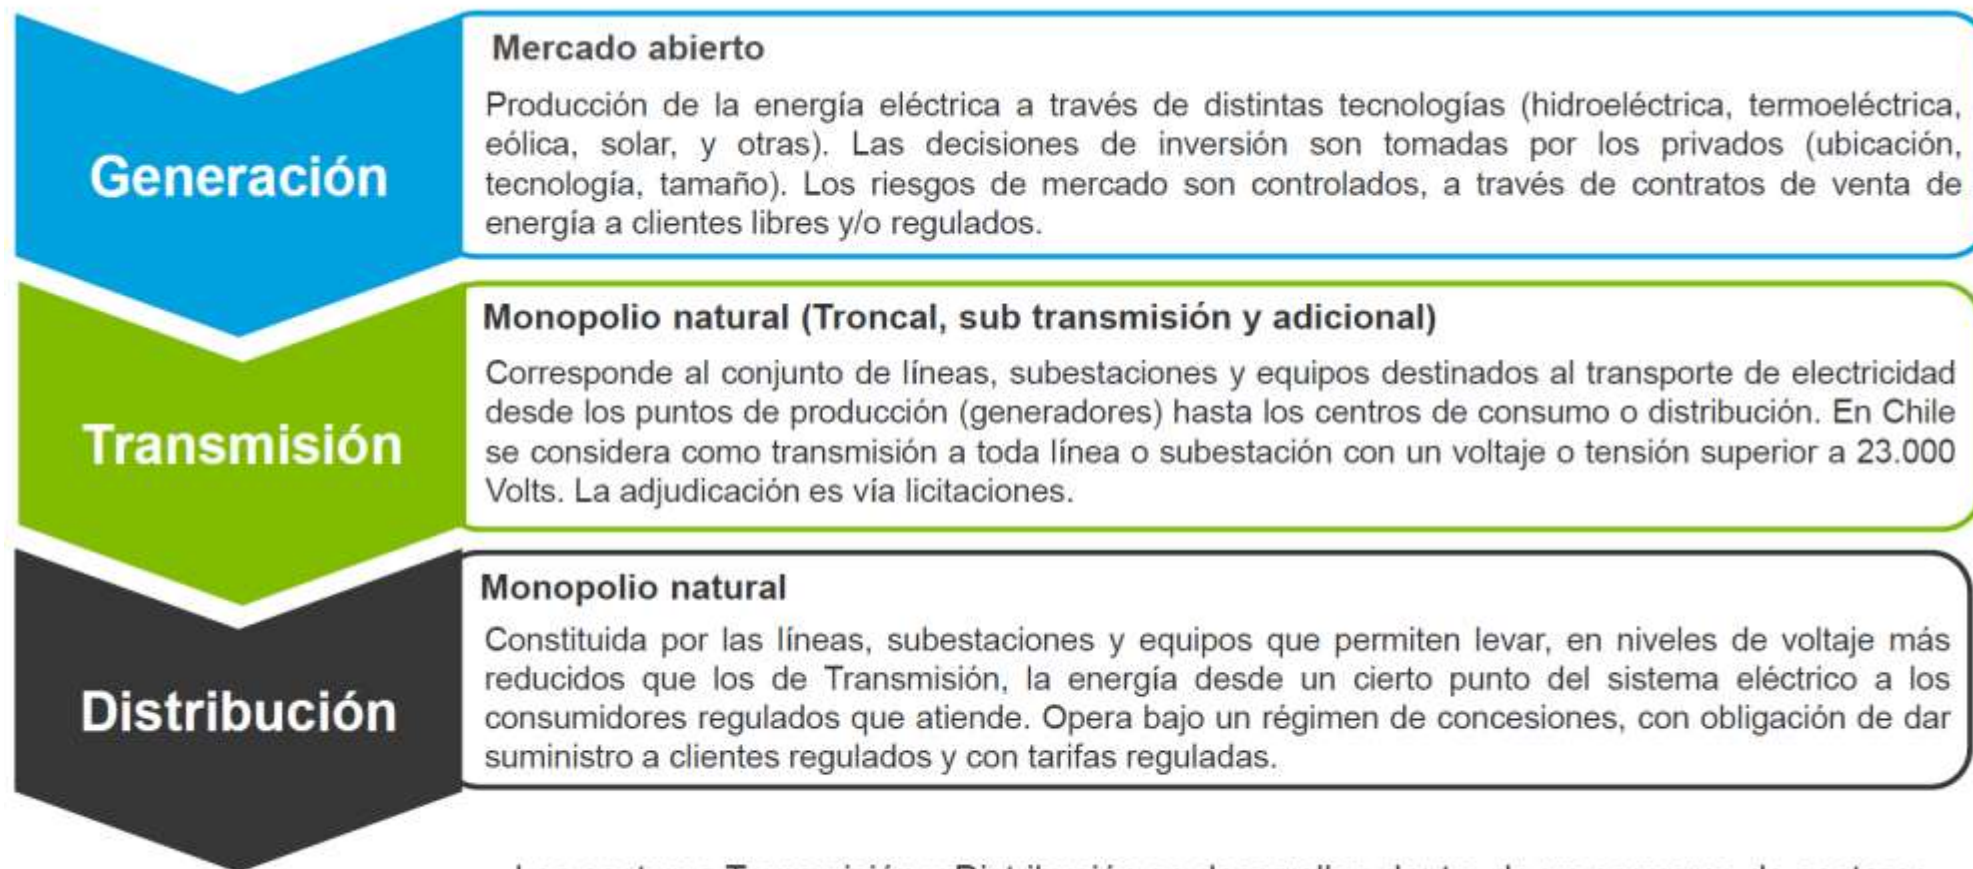 Generación
Mercado abierto
Producción de la energía eléctrica a través de distintas tecnologías (hidroeléctrica, termoeléctrica,
eólica, solar, y otras). Las decisiones de inversión son tomadas por los privados (ubicación,
tecnología, tamaño). Los riesgos de mercado son controlados, a través de contratos de venta de
energía a clientes libres y/o regulados.
Transmisión
Monopolio natural (Troncal, sub transmisión y adicional)
Corresponde al conjunto de líneas, subestaciones y equipos destinados al transporte de electricidad
desde los puntos de producción (generadores) hasta los centros de consumo o distribución. En Chile
se considera como transmisión a toda línea o subestación con un voltaje o tensión superior a 23.000
Volts. La adjudicación es vía licitaciones.
Distribución
Monopolio natural
Constituida por las líneas, subestaciones y equipos que permiten levar, en niveles de voltaje más
reducidos que los de Transmisión, la energía desde un cierto punto del sistema eléctrico a los
consumidores regulados que atiende. Opera bajo un régimen de concesiones, con obligación de dar
suministro a clientes regulados y con tarifas reguladas.
Transmisión Distribución